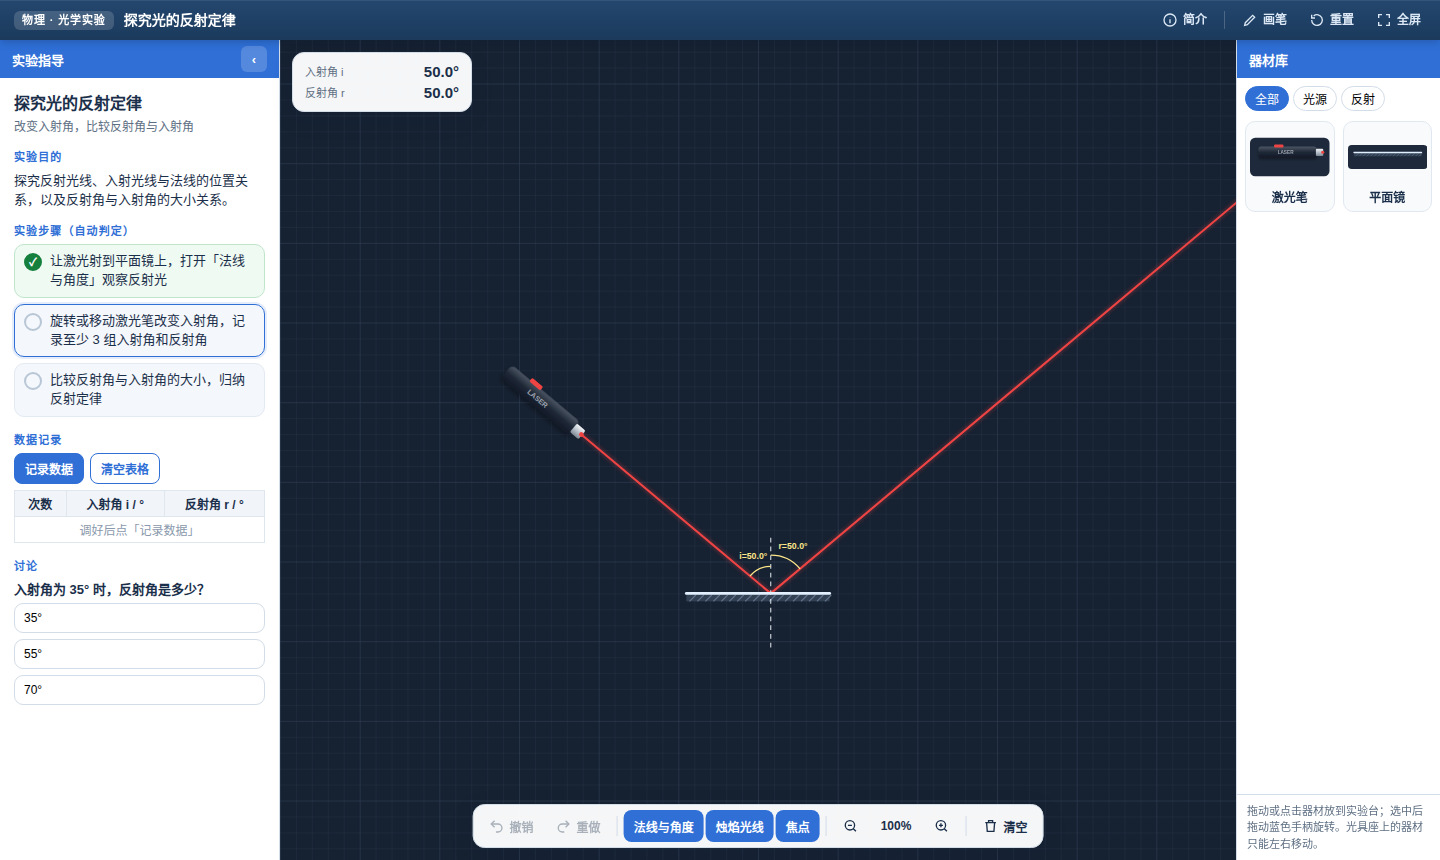 物理 · 光学实验 探究光的反射定律 简介 画笔 重置 全屏
实验指导
‹
探究光的反射定律
改变入射角，比较反射角与入射角
实验目的
探究反射光线、入射光线与法线的位置关
系，以及反射角与入射角的大小关系。
实验步骤（自动判定）
让激光射到平面镜上，打开「法线
与角度」观察反射光
旋转或移动激光笔改变入射角，记
录至少 3 组入射角和反射角
比较反射角与入射角的大小，归纳
反射定律
数据记录
记录数据 清空表格
次数 入射角 i / ° 反射角 r / °
调好后点「记录数据」
讨论
入射角为 35° 时，反射角是多少？
35°
55°
70°
入射角 i 50.0°
反射角 r 50.0°
LASER
i=50.0° r=50.0°
撤销 重做 法线与角度 烛焰光线 焦点 100% 清空
器材库
全部 光源 反射
LASER
激光笔 平面镜
拖动或点击器材放到实验台；选中后
拖动蓝色手柄旋转。光具座上的器材
只能左右移动。